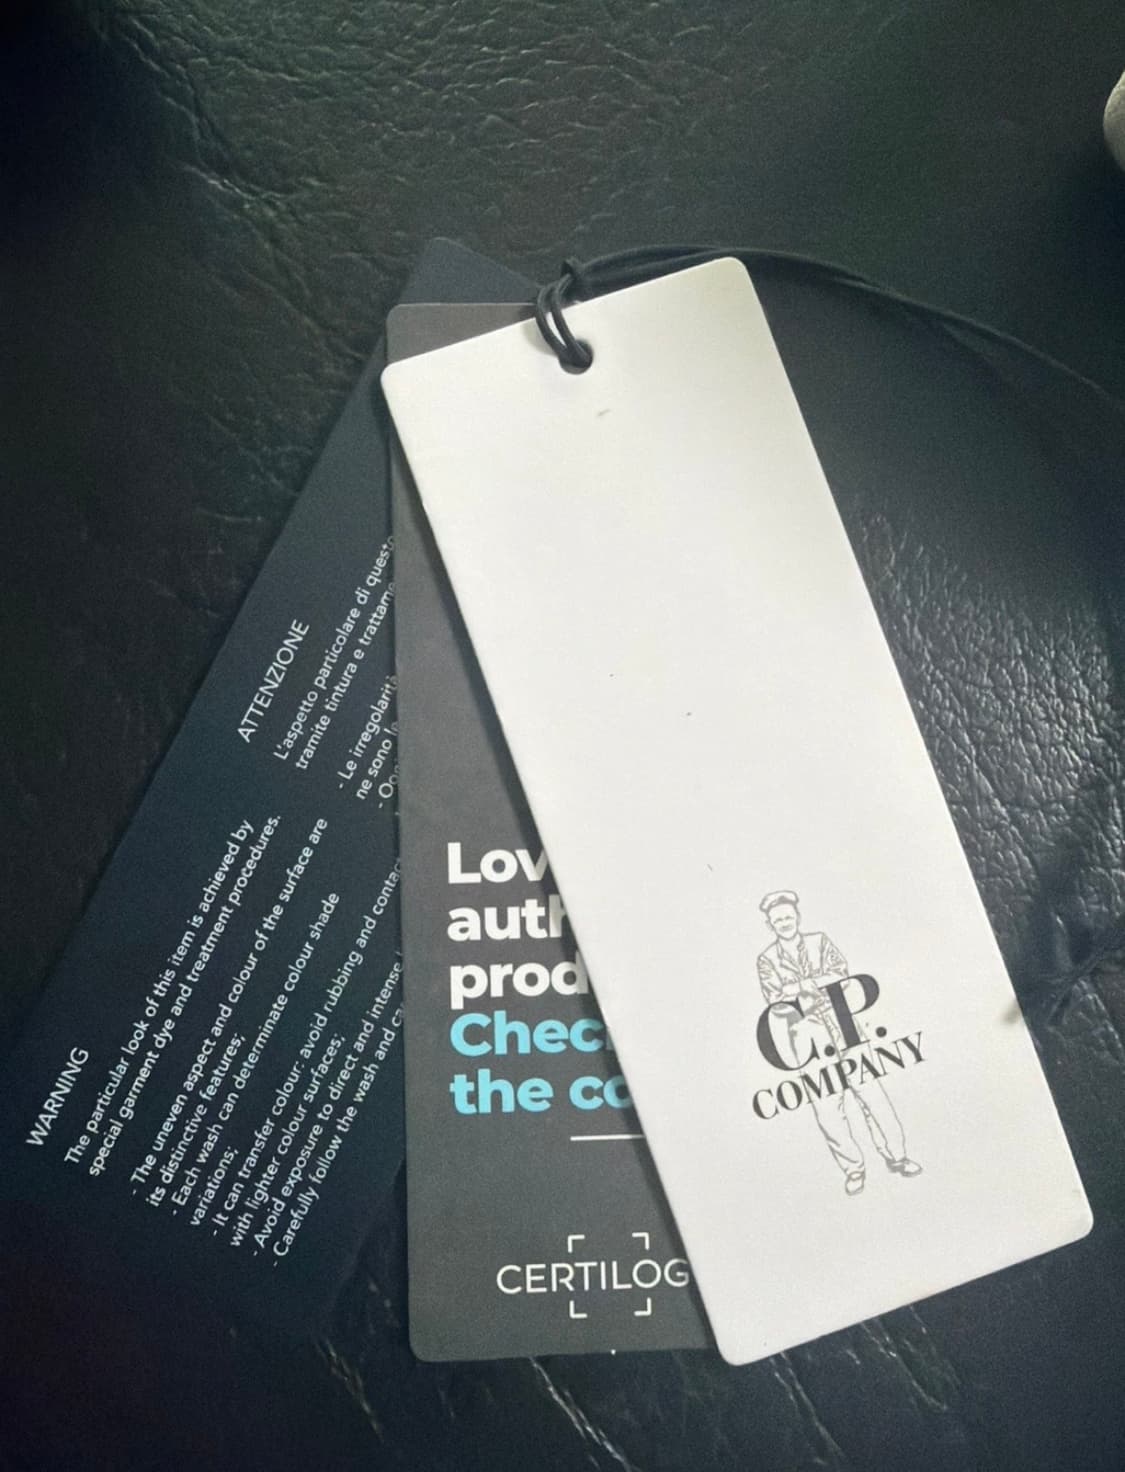 WARNING
The particular look of this item is achieved by
special garment dye and treatment procedures.
- The uneven aspect and colour of the surface are
its distinctive features;
- Each wash can determinate colour shade
variations;
- It can transfer colour: avoid rubbing and contac
with lighter colour surfaces;
- Avoid exposure to direct and intense
- Carefully follow the wash and ca
ATTENZIONE
L'aspetto particolare di questo
tramite tintura e trattame
- Le irregolarità
ne sono le
Lov
auth
prod
Chec
the co
CERTILOG
C.P.
COMPANY